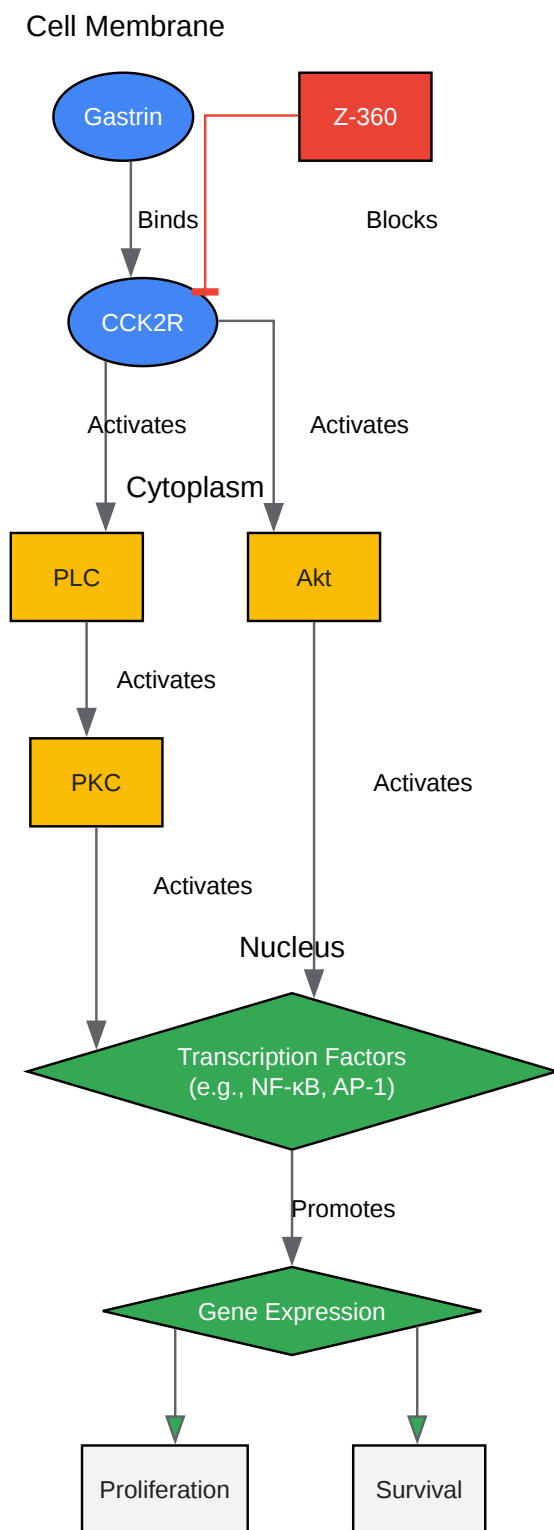 Cell Membrane
Gastrin
Z-360
Binds
Blocks
CCK2R
Activates
Activates
Cytoplasm
PLC
Akt
Activates
PKC
Activates
Activates
Nucleus
Transcription Factors
(e.g., NF-κB, AP-1)
Promotes
Gene Expression
Proliferation
Survival